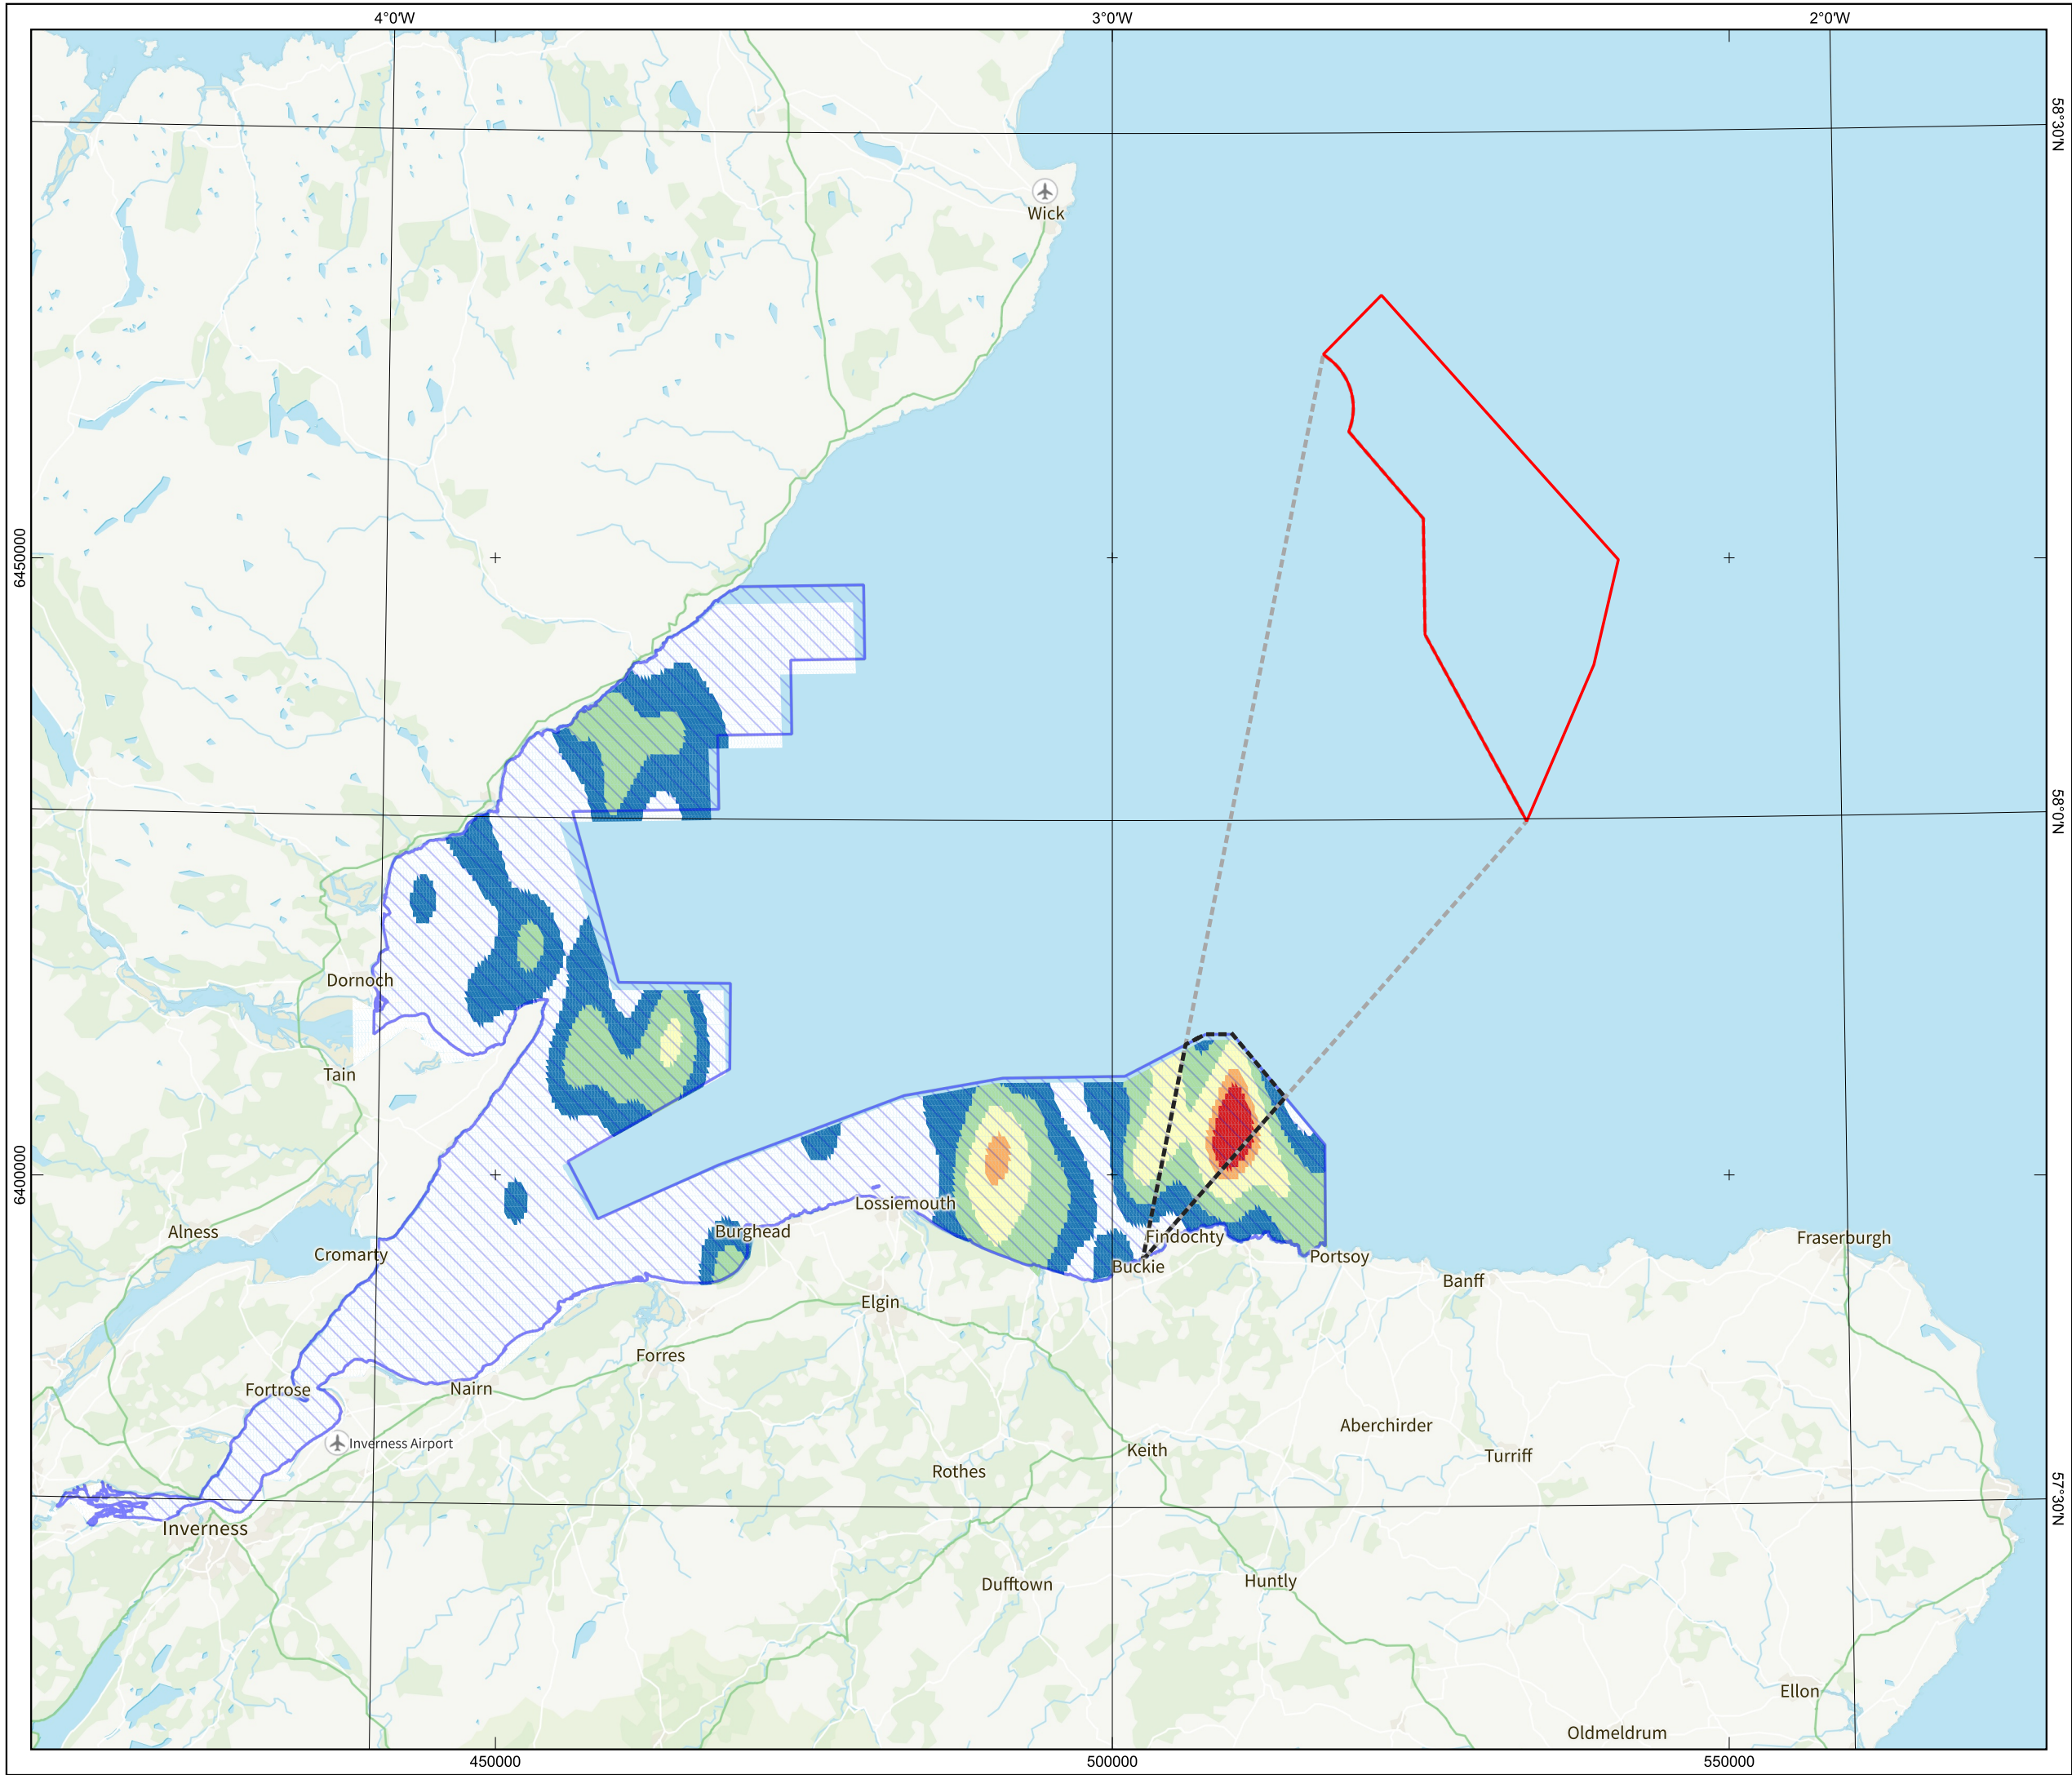 4°0'W 3°0'W 2°0'W
58°30'N
Wick
6450000
58°0'N
Dornoch
Tain
6400000
Lossiemouth
Alness
Burghead
Findochty
Fraserburgh
Cromarty
Portsoy
Buckie
Banff
Elgin
Forres
Fortrose
Nairn
Aberchirder
Inverness Airport
Keith
Turriff
Rothes
57°30'N
Inverness
Huntly
Dufftown
Ellon
Oldmeldrum
450000 500000 550000